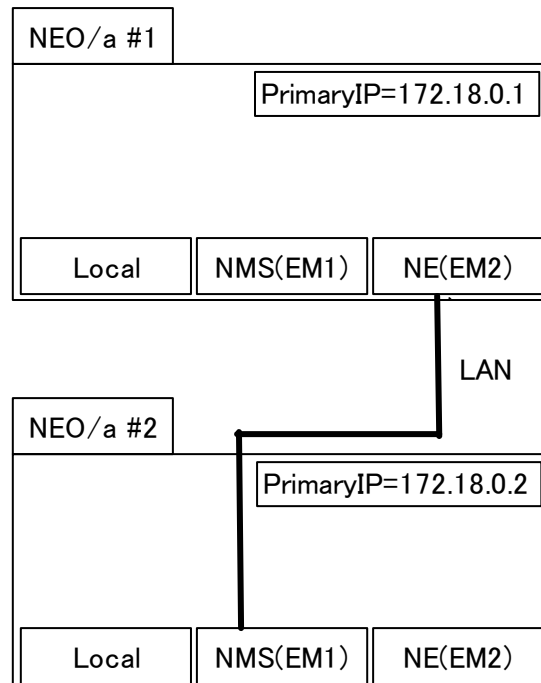 NEO/a #1
PrimaryIP=172.18.0.1
Local NMS(EM1) NE(EM2)
LAN
NEO/a #2
PrimaryIP=172.18.0.2
Local NMS(EM1) NE(EM2)